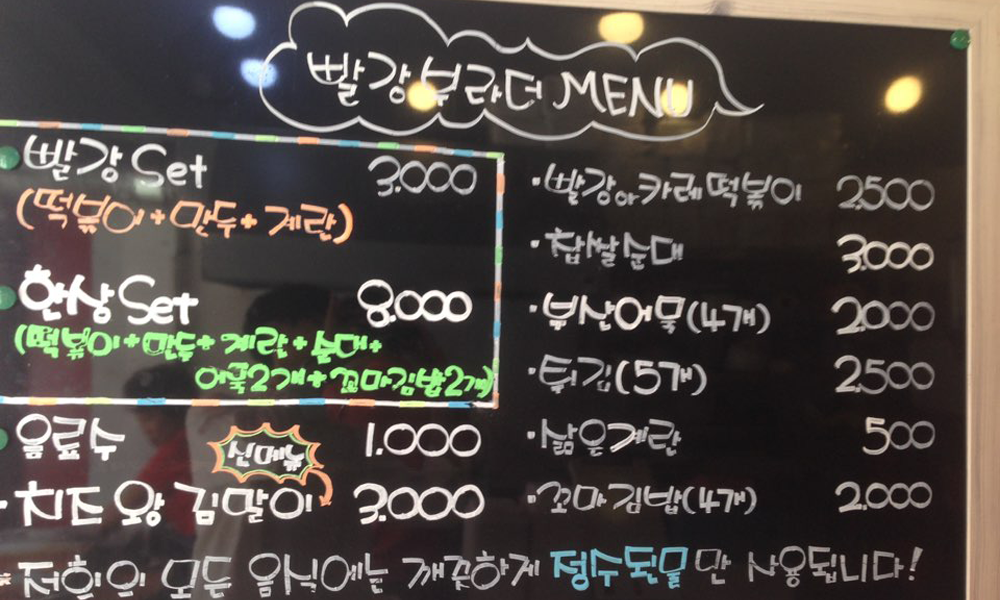 빨강부라더 MENU
빨강 Set 3.000
(떡볶이+만두+계란)
한상 Set 8.000
(떡볶이+만두+계란+순대+
어묵2개+꼬마김밥2개)
음료수 1.000
신메뉴
치즈 왕 김말이 3.000
·빨강아카레떡볶이 2.500
·찹쌀순대 3.000
·부산어묵(4개) 2.000
·튀김(5개) 2.500
·삶은계란 500
·꼬마김밥(4개) 2.000
저희의 모든 음식에는 깨끗하게 정수된물만 사용됩니다!